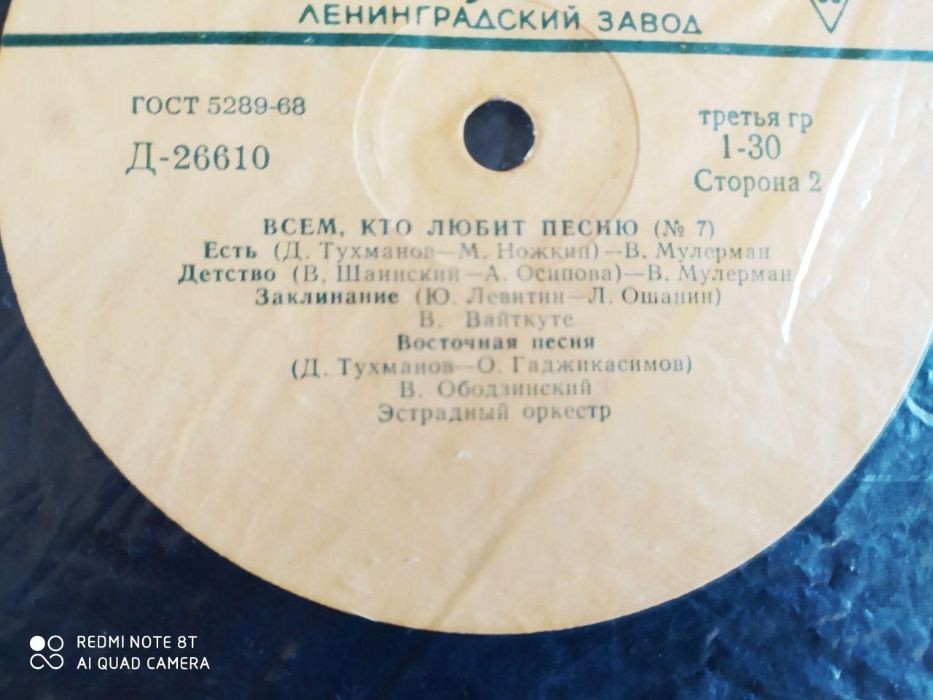 ЛЕНИНГРАДСКИЙ ЗАВОД
ГОСТ 5289-68
Д-26610
третья гр
1-30
Сторона 2
ВСЕМ, КТО ЛЮБИТ ПЕСНЮ (№ 7)
Есть (Д. Тухманов—М. Ножкин)—В. Мулерман
Детство (В. Шаинский—А. Осипова)—В. Мулерман
Заклинание (Ю. Левитин—Л. Ошанин)
В. Вайткуте
Восточная песня
(Д. Тухманов—О. Гаджикасимов)
В. Ободзинский
Эстрадный оркестр
REDMI NOTE 8T
AI QUAD CAMERA